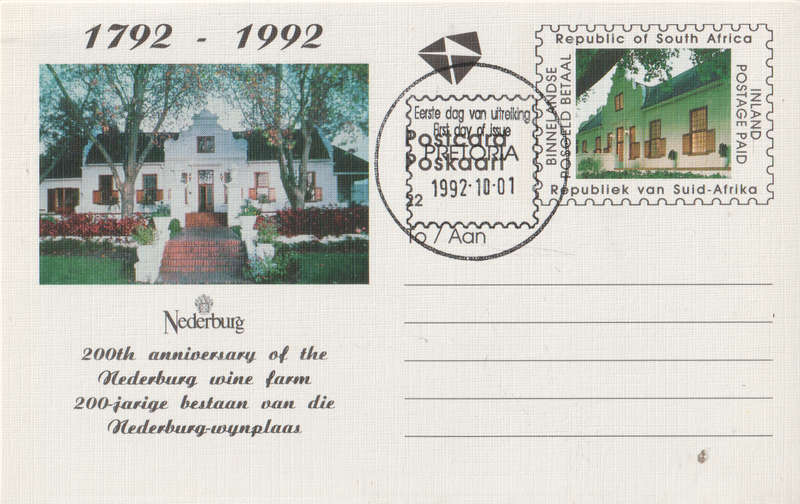 1792 - 1992
Nederburg
200th anniversary of the
Nederburg wine farm
200-jarige bestaan van die
Nederburg-wynplaas
Eerste dag van uitreiking
First day of issue
Postcard
PRETORIA
Poskaart
1992·10·01
22
To / Aan
Republic of South Africa
BINNELANDSE
POSGELD BETAAL
INLAND
POSTAGE PAID
Republiek van Suid-Afrika